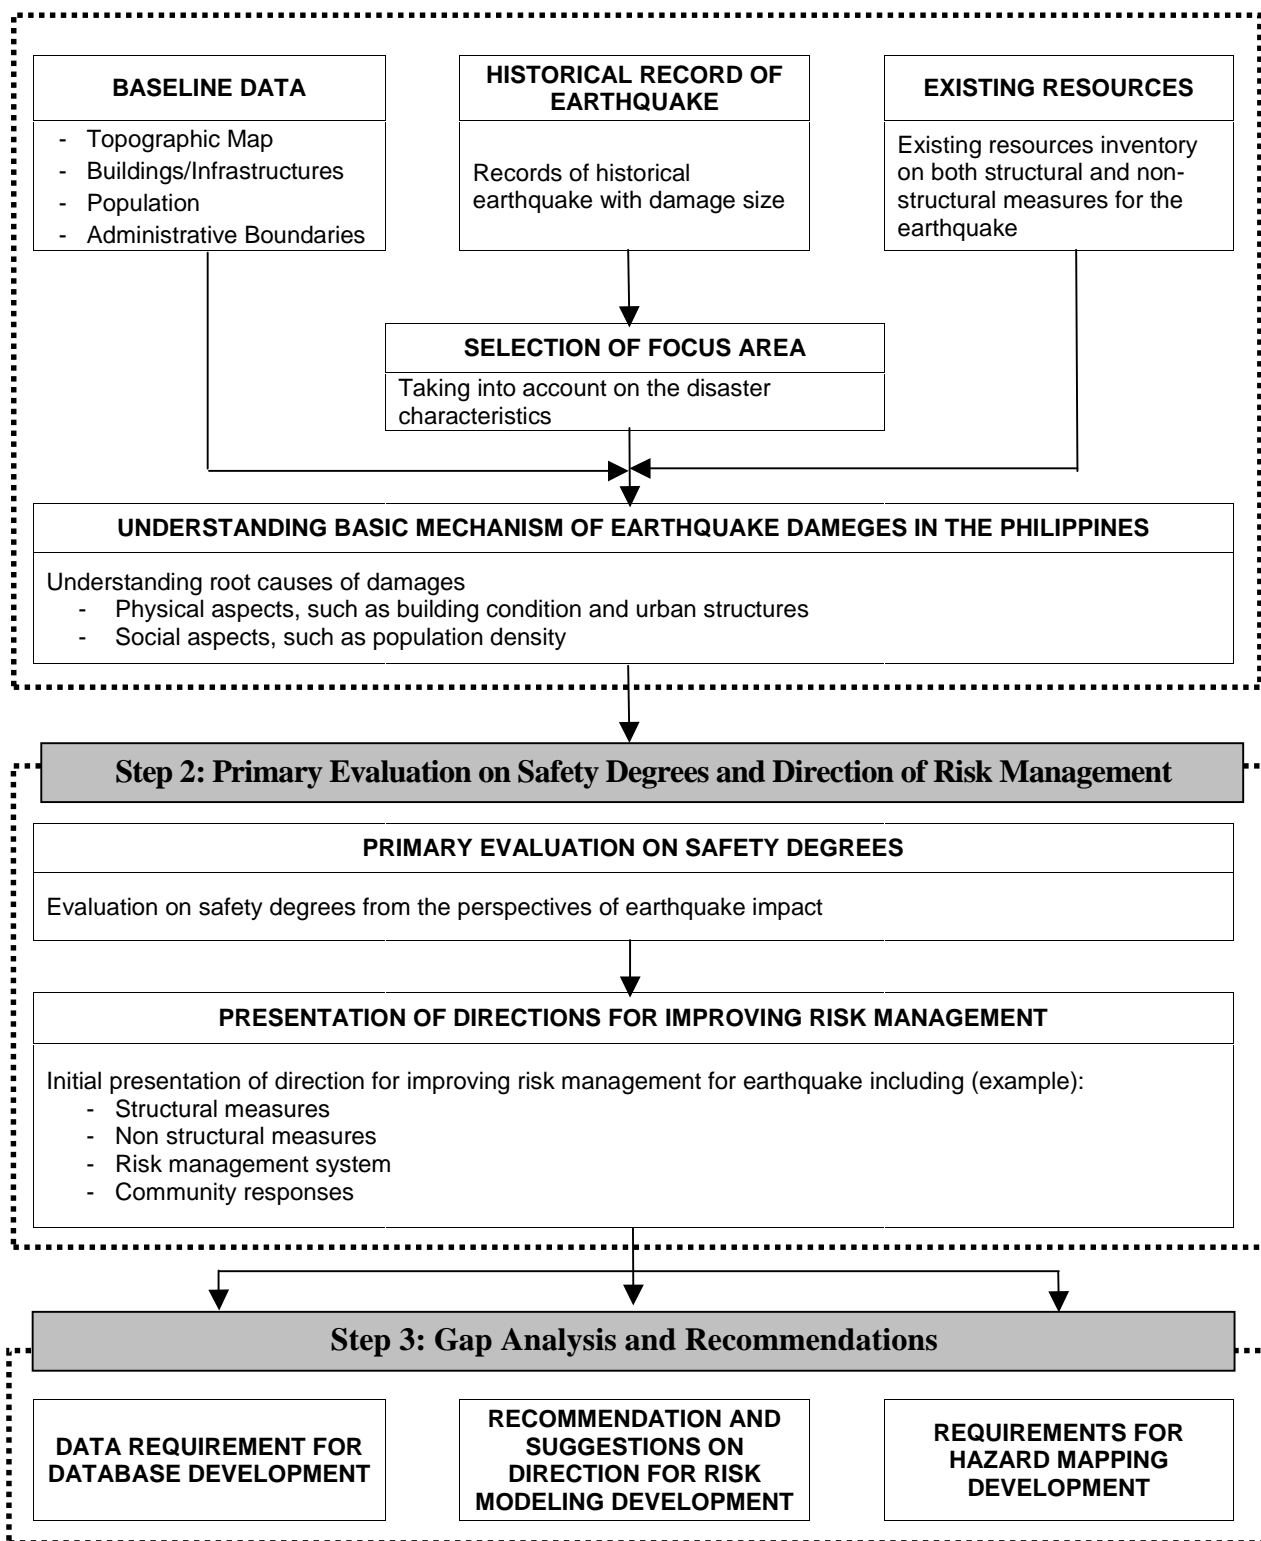 BASELINE DATA
- Topographic Map
- Buildings/Infrastructures
- Population
- Administrative Boundaries
HISTORICAL RECORD OF
EARTHQUAKE
Records of historical
earthquake with damage size
EXISTING RESOURCES
Existing resources inventory
on both structural and non-
structural measures for the
earthquake
SELECTION OF FOCUS AREA
Taking into account on the disaster
characteristics
UNDERSTANDING BASIC MECHANISM OF EARTHQUAKE DAMEGES IN THE PHILIPPINES
Understanding root causes of damages
- Physical aspects, such as building condition and urban structures
- Social aspects, such as population density
Step 2: Primary Evaluation on Safety Degrees and Direction of Risk Management
PRIMARY EVALUATION ON SAFETY DEGREES
Evaluation on safety degrees from the perspectives of earthquake impact
PRESENTATION OF DIRECTIONS FOR IMPROVING RISK MANAGEMENT
Initial presentation of direction for improving risk management for earthquake including (example):
- Structural measures
- Non structural measures
- Risk management system
- Community responses
Step 3: Gap Analysis and Recommendations
DATA REQUIREMENT FOR
DATABASE DEVELOPMENT
RECOMMENDATION AND
SUGGESTIONS ON
DIRECTION FOR RISK
MODELING DEVELOPMENT
REQUIREMENTS FOR
HAZARD MAPPING
DEVELOPMENT